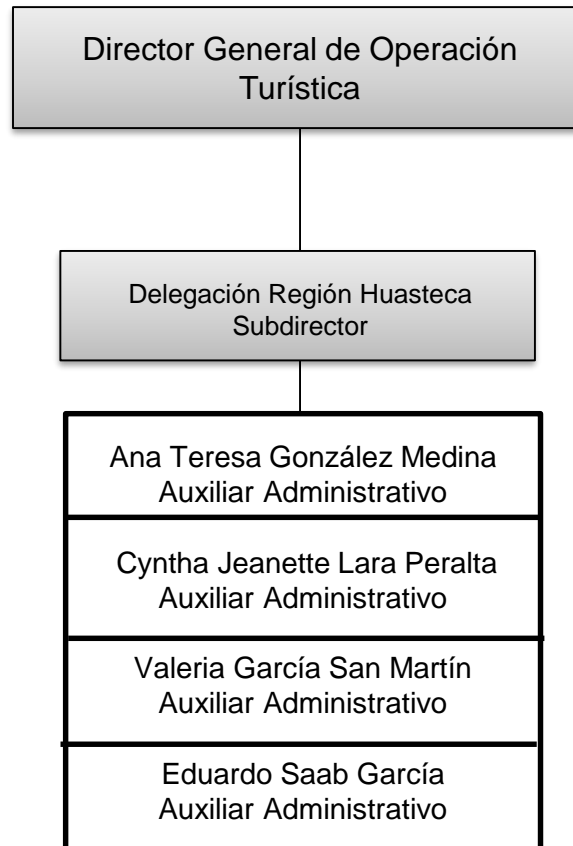 Director General de Operación
Turística
Delegación Región Huasteca
Subdirector
Ana Teresa González Medina
Auxiliar Administrativo
Cyntha Jeanette Lara Peralta
Auxiliar Administrativo
Valeria García San Martín
Auxiliar Administrativo
Eduardo Saab García
Auxiliar Administrativo